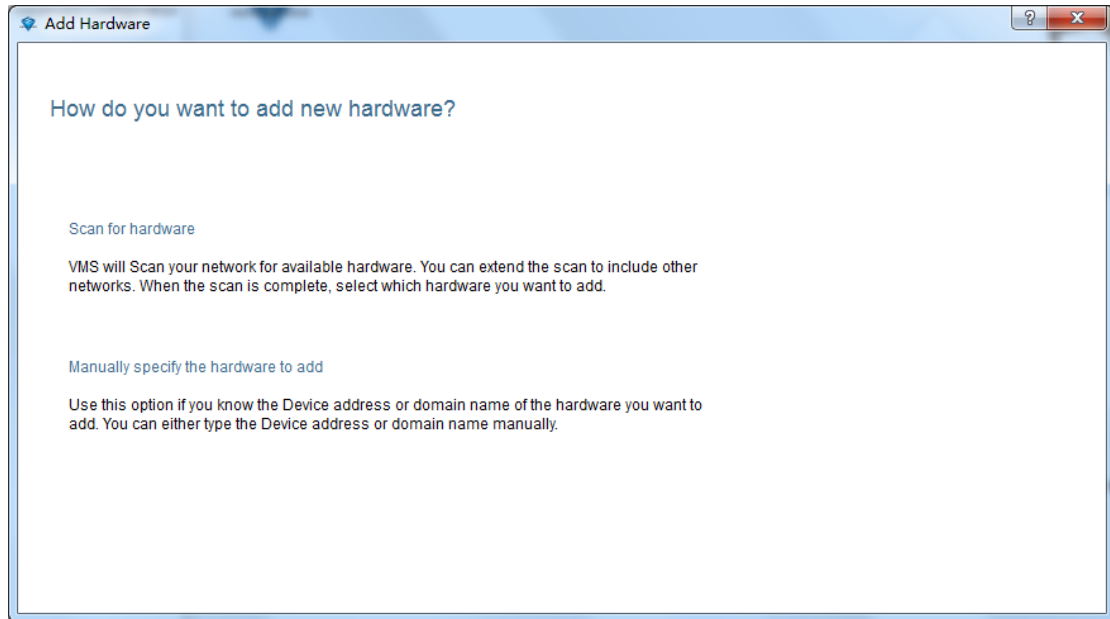 Add Hardware
?
x
How do you want to add new hardware?
Scan for hardware
VMS will Scan your network for available hardware. You can extend the scan to include other
networks. When the scan is complete, select which hardware you want to add.
Manually specify the hardware to add
Use this option if you know the Device address or domain name of the hardware you want to
add. You can either type the Device address or domain name manually.